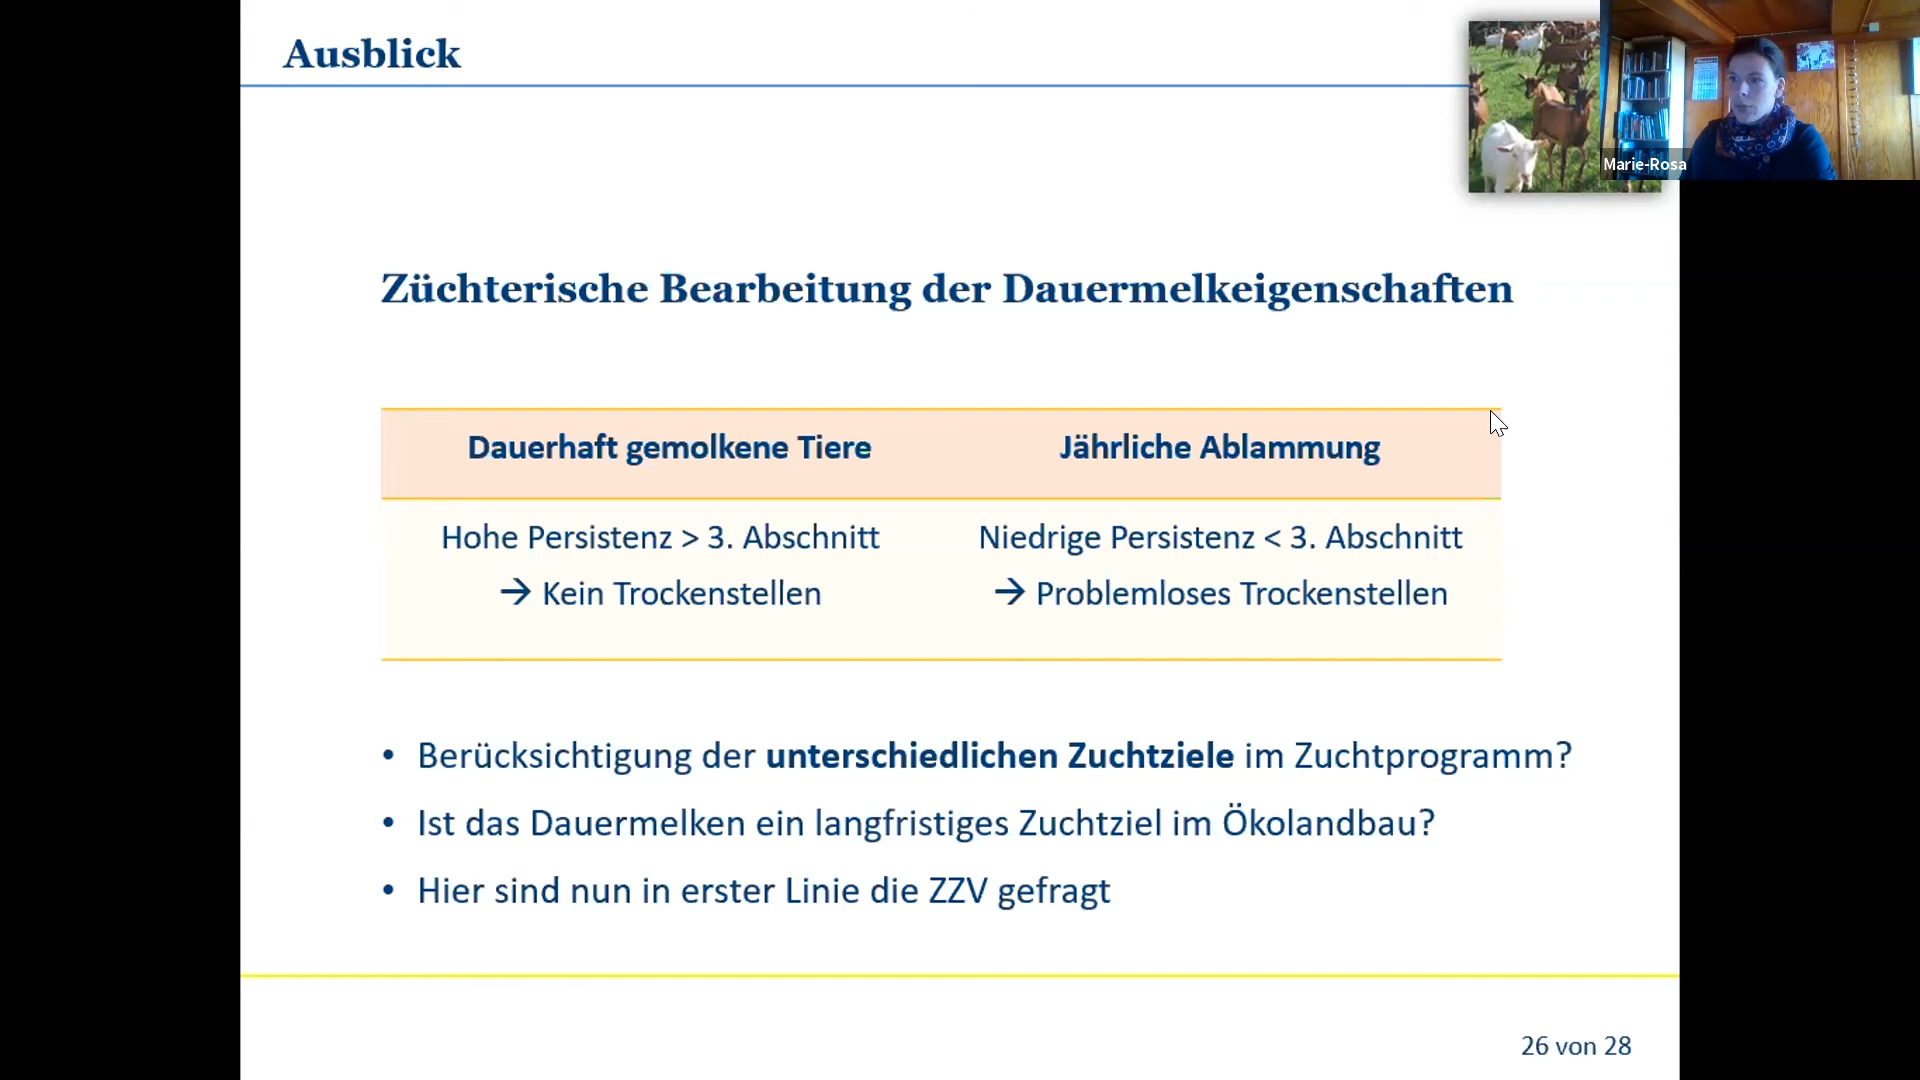 Ausblick
Marie-Rosa
Züchterische Bearbeitung der Dauermelkeigenschaften
Dauerhaft gemolkene Tiere
Jährliche Ablammung
Hohe Persistenz > 3. Abschnitt
→ Kein Trockenstellen
Niedrige Persistenz < 3. Abschnitt
→ Problemloses Trockenstellen
• Berücksichtigung der unterschiedlichen Zuchtziele im Zuchtprogramm?
• Ist das Dauermelken ein langfristiges Zuchtziel im Ökolandbau?
• Hier sind nun in erster Linie die ZZV gefragt
26 von 28